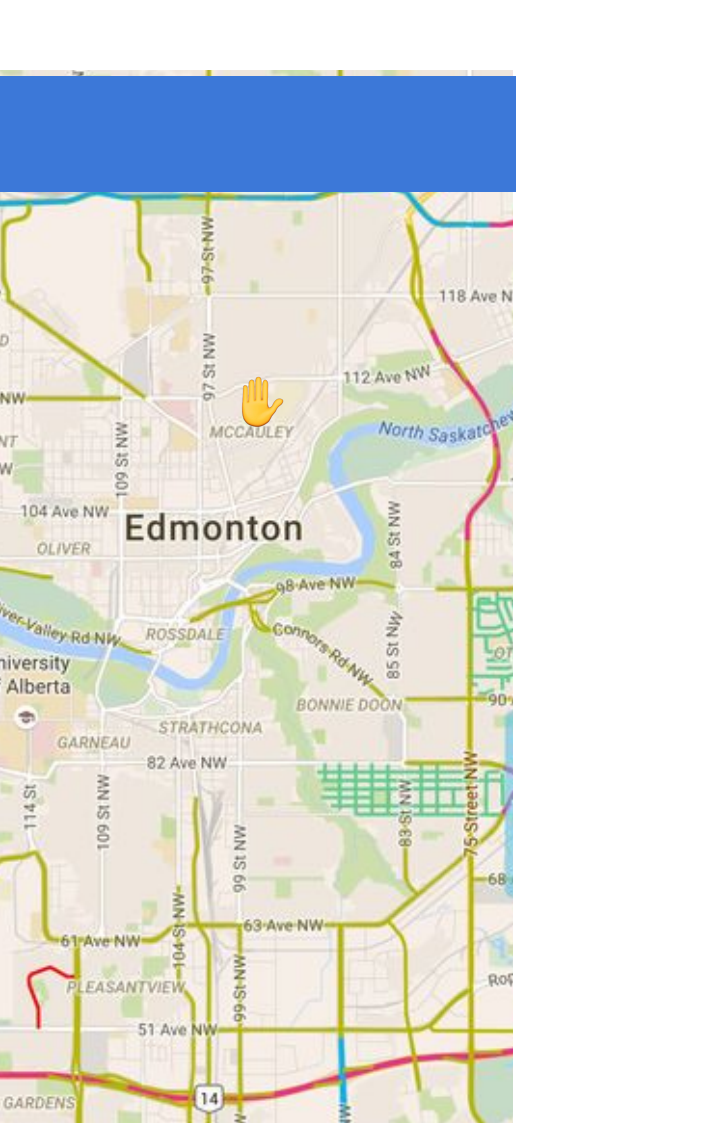 97 St NW
118 Ave N
97 St NW
112 Ave NW
NW
MCCAULEY
North Saskatchew
109 St NW
104 Ave NW
Edmonton
84 St NW
OLIVER
98 Ave NW
iver Valley Rd NW
ROSSDALE
Connors Rd NW
85 St NW
niversity
f Alberta
BONNIE DOON
90
STRATHCONA
GARNEAU
82 Ave NW
114 St
109 St NW
83 St NW
75 Street NW
99 St NW
68
63 Ave NW
61 Ave NW
104 St NW
PLEASANTVIEW
99 St NW
51 Ave NW
14
GARDENS